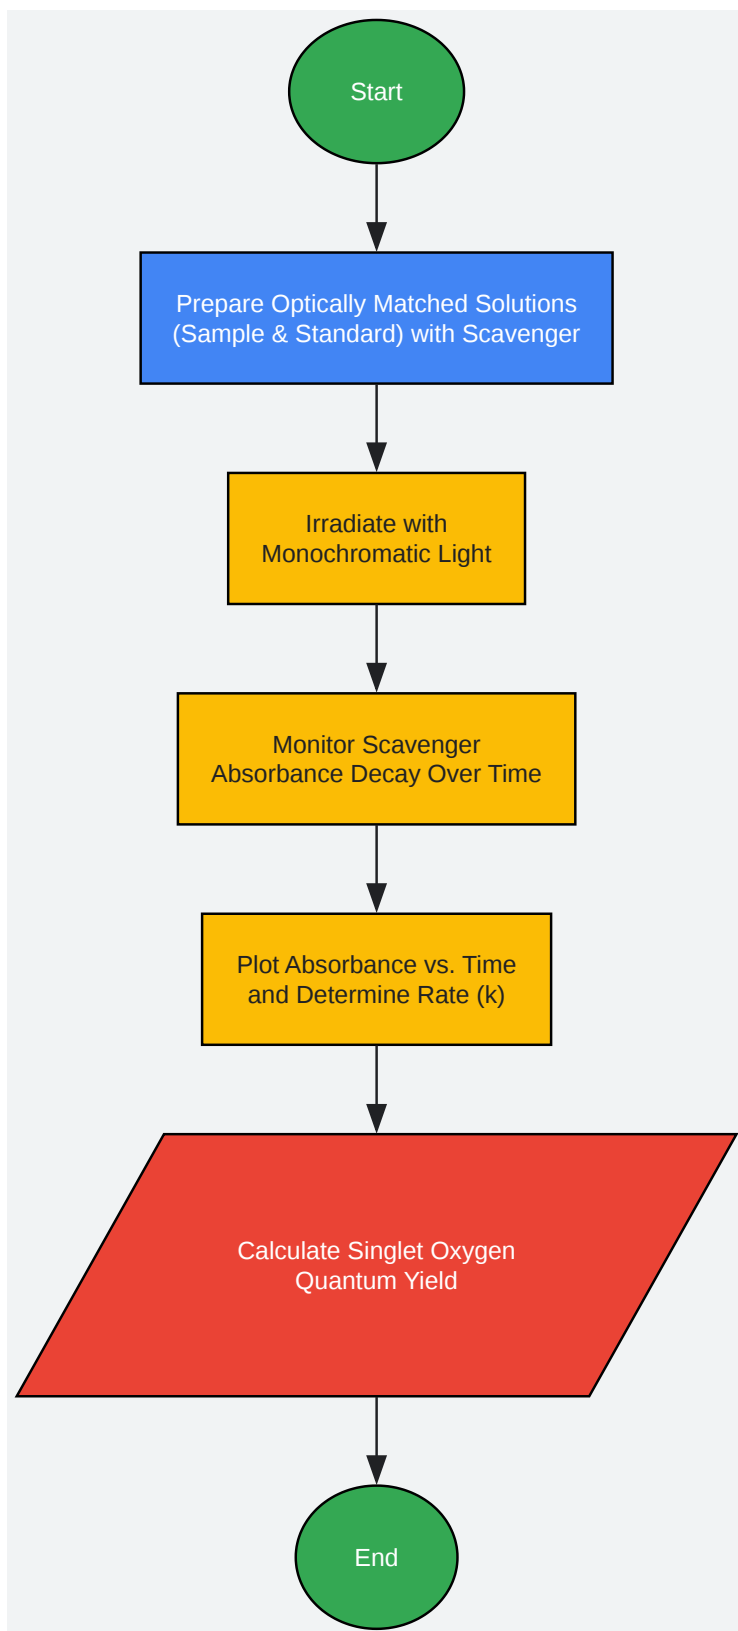 Start
Prepare Optically Matched Solutions
(Sample & Standard) with Scavenger
Irradiate with
Monochromatic Light
Monitor Scavenger
Absorbance Decay Over Time
Plot Absorbance vs. Time
and Determine Rate (k)
Calculate Singlet Oxygen
Quantum Yield
End